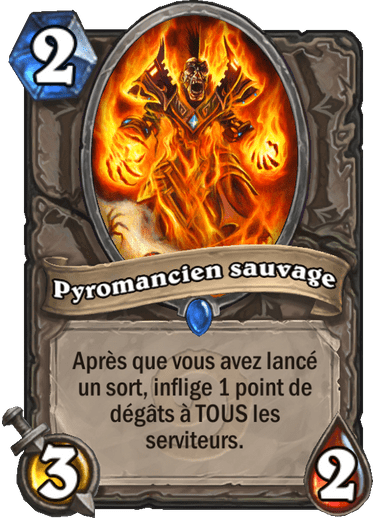 2
Pyromancien sauvage
Après que vous avez lancé
un sort, inflige 1 point de
dégâts à TOUS les
serviteurs.
3
2